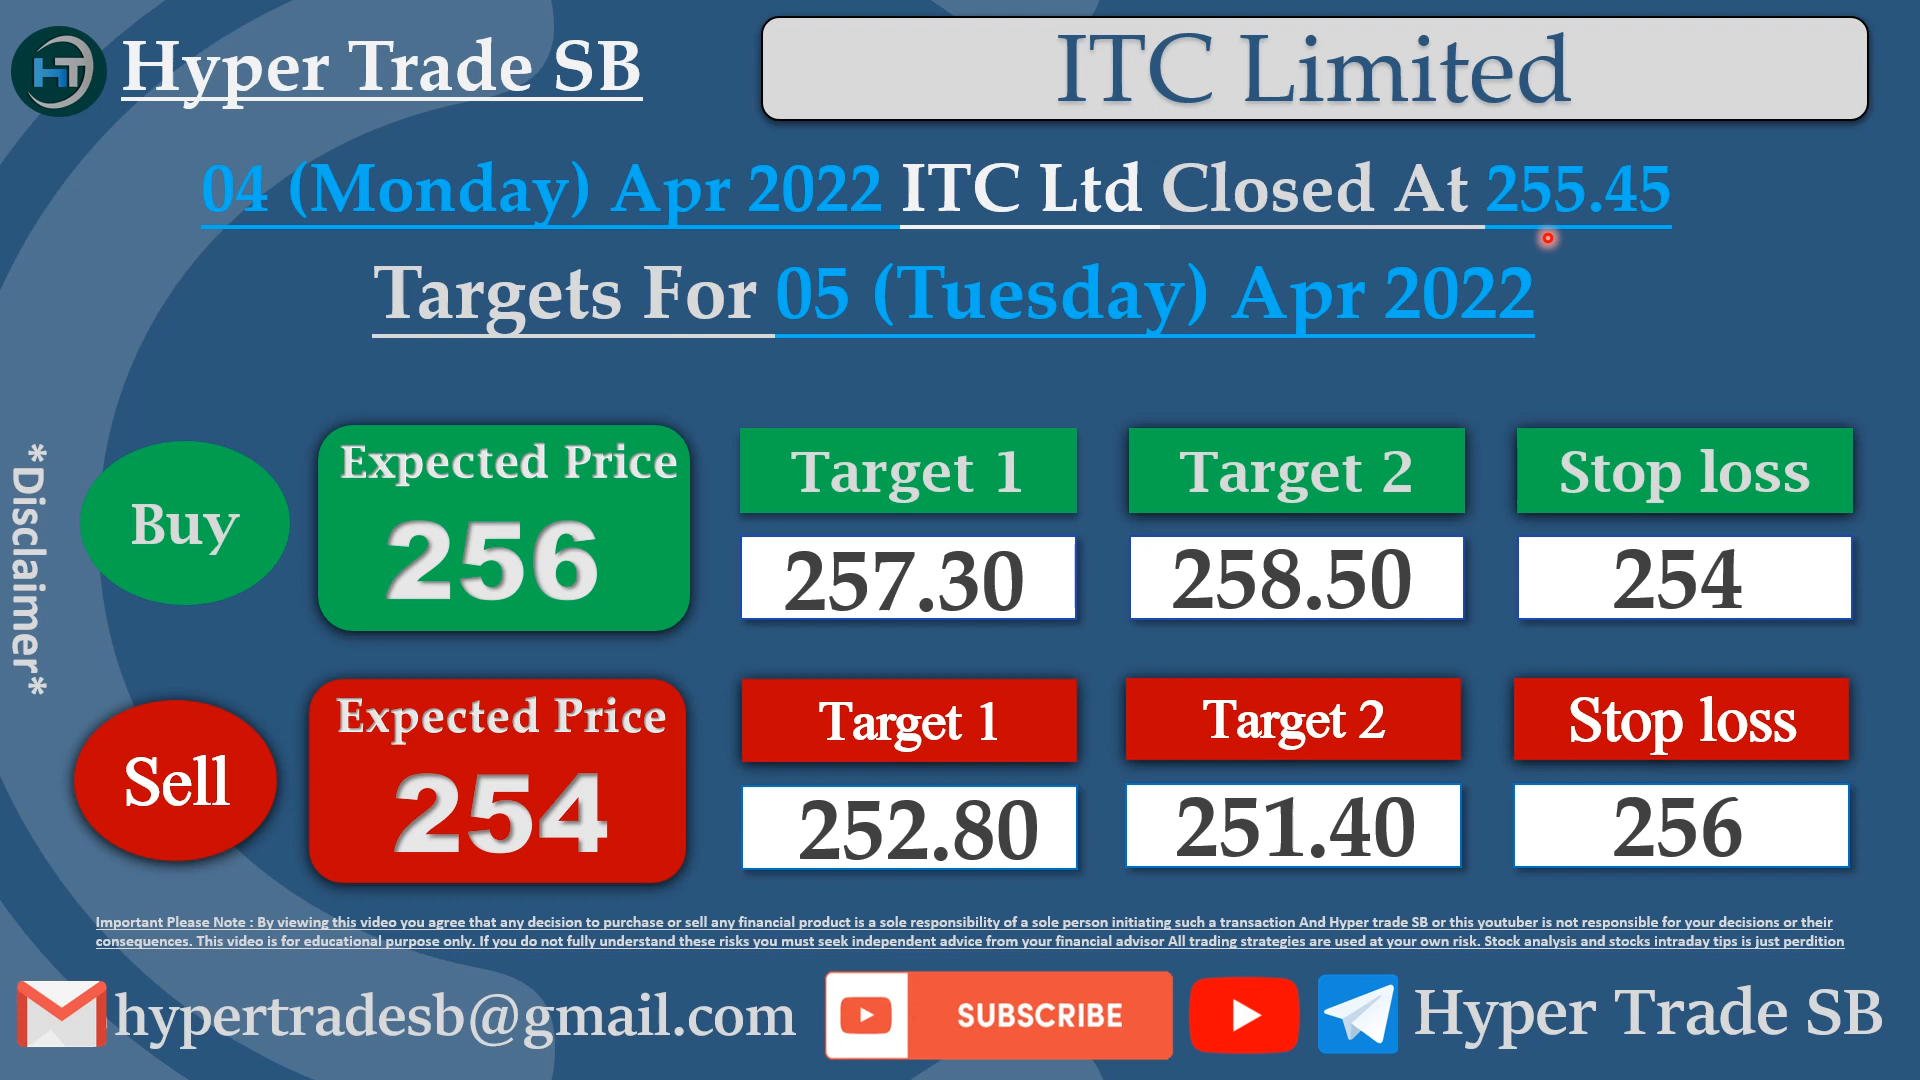 HT
Hyper Trade SB
ITC Limited
04 (Monday) Apr 2022 ITC Ltd Closed At 255.45
Targets For 05 (Tuesday) Apr 2022
*Disclaimer*
Buy
Expected Price
256
Target 1
257.30
Target 2
258.50
Stop loss
254
Sell
Expected Price
254
Target 1
252.80
Target 2
251.40
Stop loss
256
Important Please Note : By viewing this video you agree that any decision to purchase or sell any financial product is a sole responsibility of a sole person initiating such a transaction And Hyper trade SB or this youtuber is not responsible for your decisions or their
consequences. This video is for educational purpose only. If you do not fully understand these risks you must seek independent advice from your financial advisor All trading strategies are used at your own risk. Stock analysis and stocks intraday tips is just perdition
hypertradesb@gmail.com
SUBSCRIBE
Hyper Trade SB